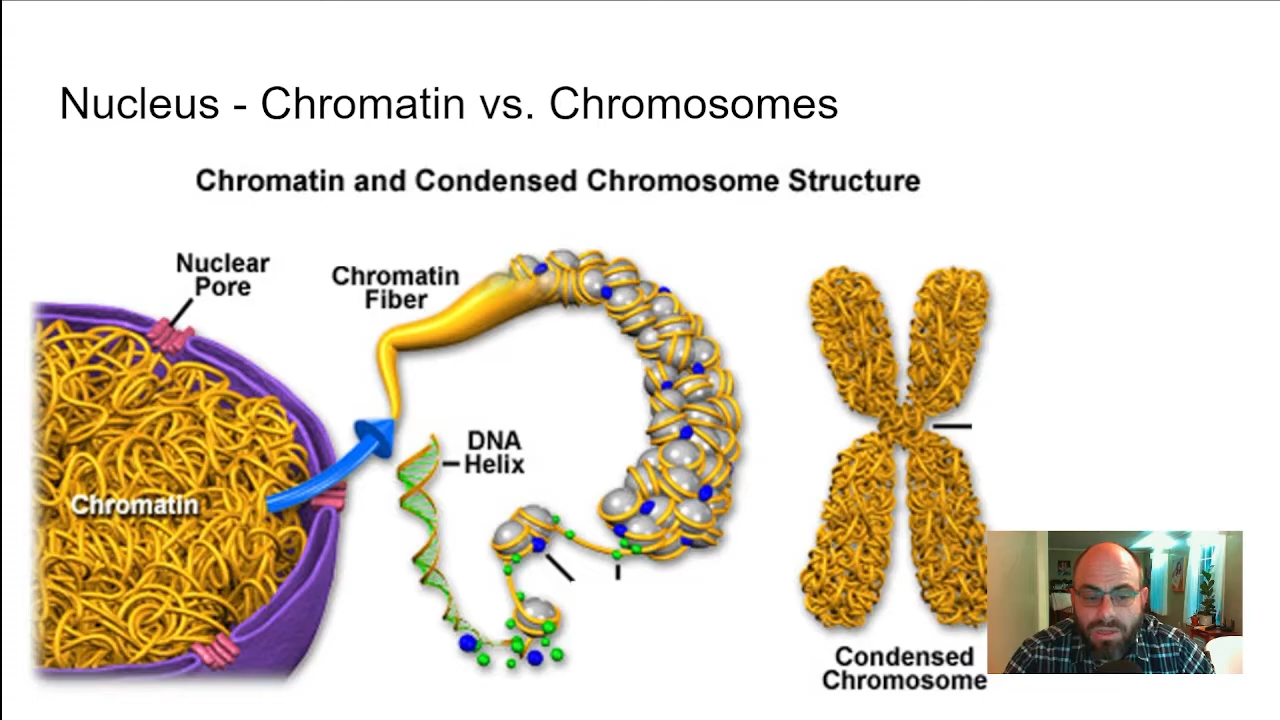 Nucleus - Chromatin vs. Chromosomes
Chromatin and Condensed Chromosome Structure
Nuclear
Pore
Chromatin
Fiber
DNA
Helix
Chromatin
Condensed
Chromosome